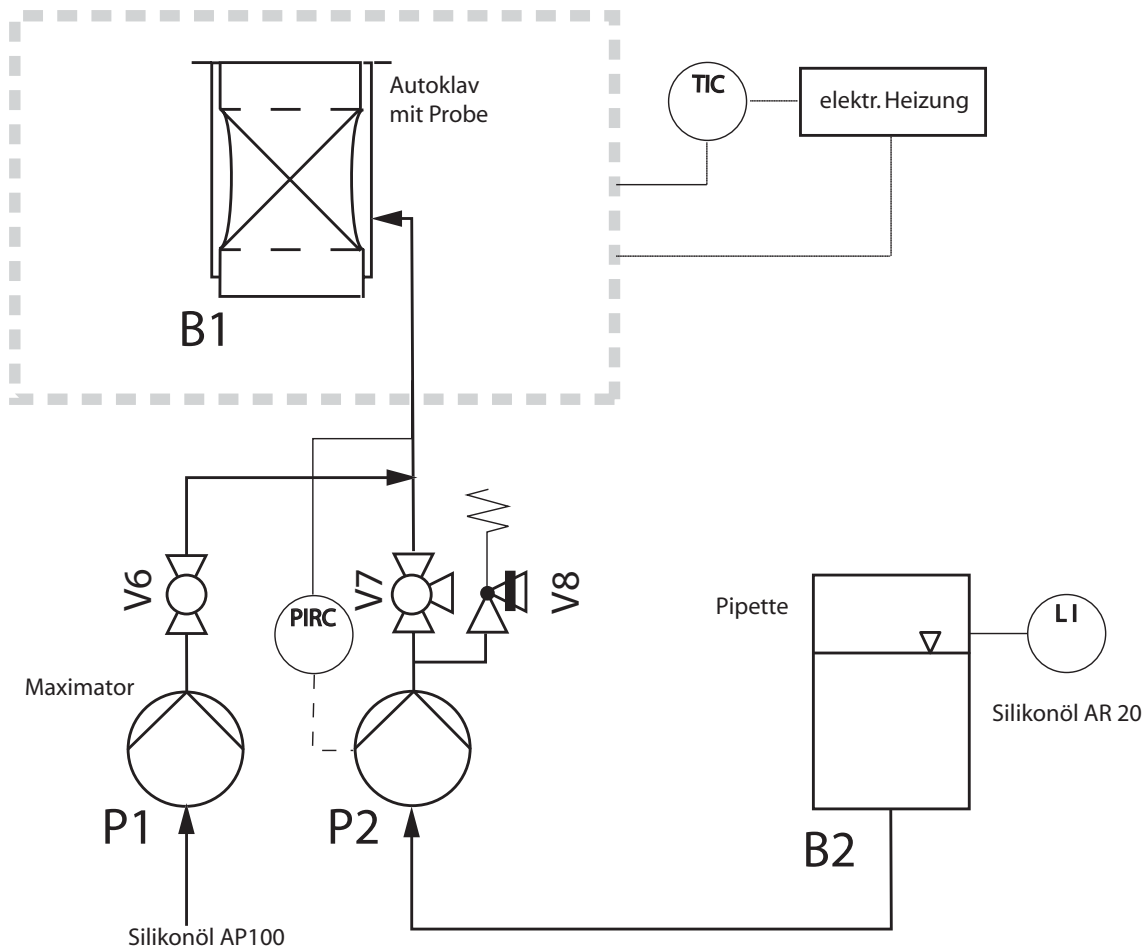 Autoklav
mit Probe
TIC
elektr. Heizung
B1
V6
V7
V8
PIRC
Pipette
LI
Maximator
Silikonöl AR 20
P1
P2
B2
Silikonöl AP100